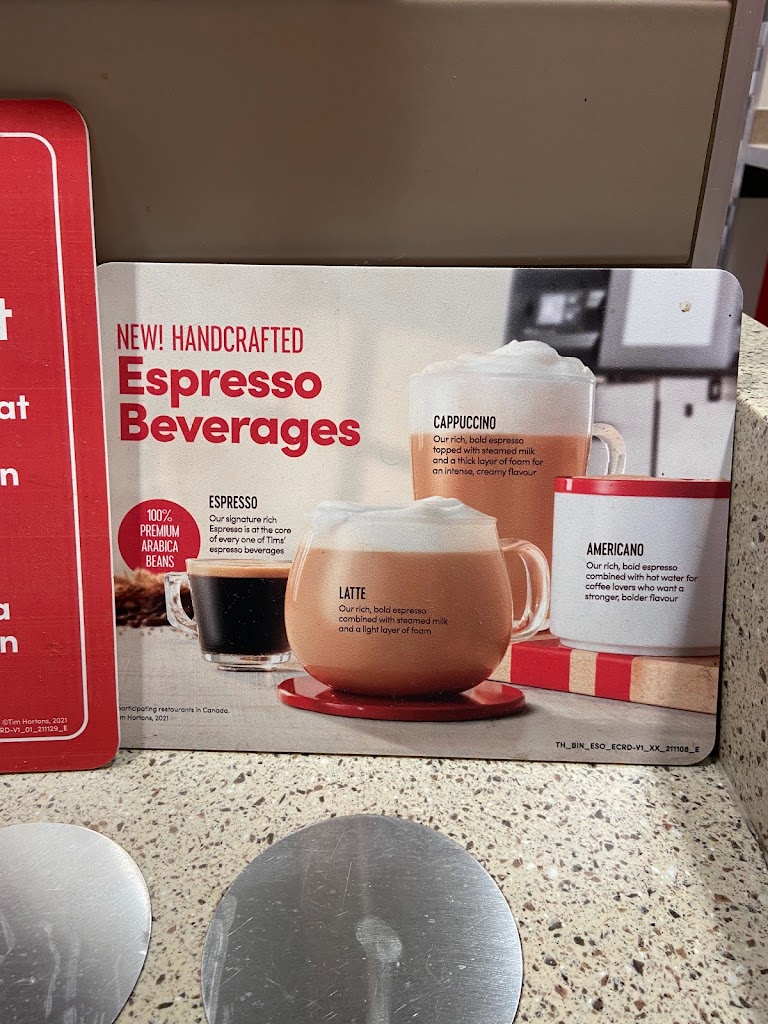 t
at
n
a
n
©Tim Hortons, 2021
RD-V1_01_211129_E
NEW! HANDCRAFTED
Espresso
Beverages
100%
PREMIUM
ARABICA
BEANS
ESPRESSO
Our signature rich
Espresso is at the core
of every one of Tims'
espresso beverages
CAPPUCCINO
Our rich, bold espresso
topped with steamed milk
and a thick layer of foam for
an intense, creamy flavour
LATTE
Our rich, bold espresso
combined with steamed milk
and a light layer of foam
AMERICANO
Our rich, bold espresso
combined with hot water for
coffee lovers who want a
stronger, bolder flavour
articipating restaurants in Canada.
m Hortons, 2021
TN_BIN_ESO_ECRD-V1_XX_211108_E